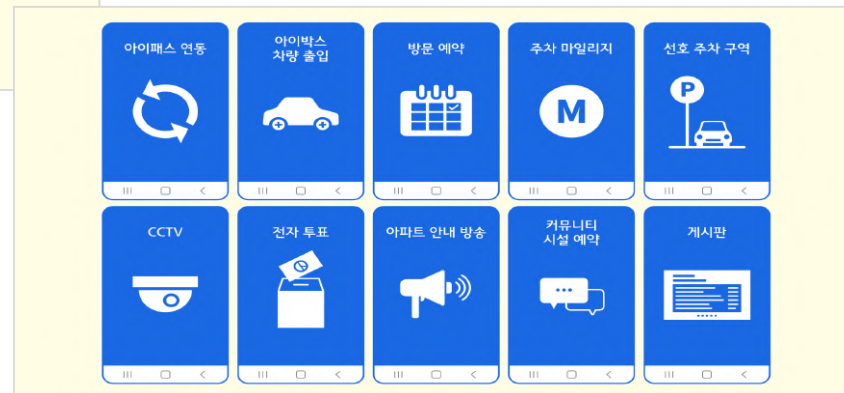 아이패스 연동
아이박스
차량 출입
방문 예약
주차 마일리지
M
선호 주차 구역
P
CCTV
전자 투표
아파트 안내 방송
커뮤니티
시설 예약
게시판